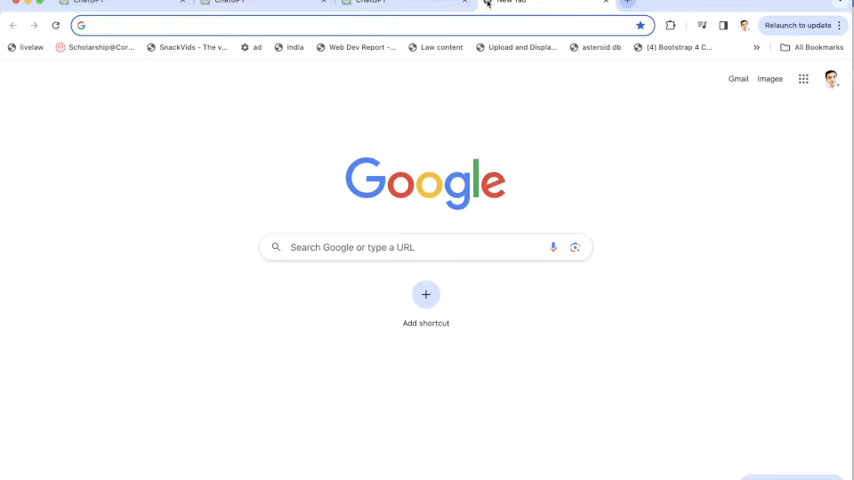 ChatGPT
ChatGPT
ChatGPT
New Tab
Relaunch to update
livelaw
Scholarship@Cor...
SnackVids - The v...
ad
India
Web Dev Report -...
Law content
Upload and Displa...
asteroid db
(4) Bootstrap 4 C...
»
All Bookmarks
Gmail
Images
Google
Search Google or type a URL
Add shortcut